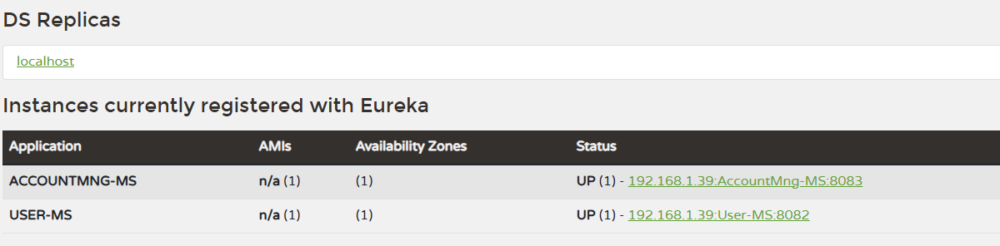 DS Replicas
localhost
Instances currently registered with Eureka
Application AMIs Availability Zones Status
ACCOUNTMNG-MS n/a (1) (1) UP (1) - 192.168.1.39:AccountMng-MS:8083
USER-MS n/a (1) (1) UP (1) - 192.168.1.39:User-MS:8082